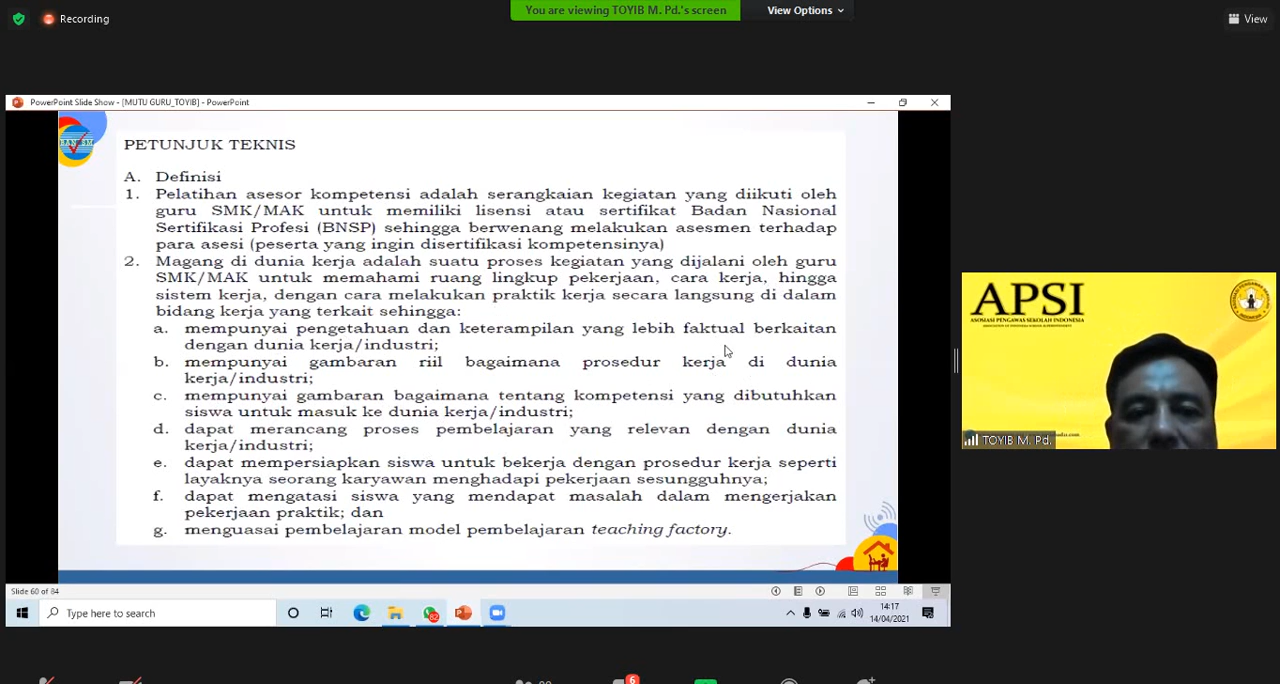 Recording
You are viewing TOYIB M. Pd.'s screen
View Options
View
PowerPoint Slide Show - [MUTU GURU_TOYIB] - PowerPoint
PETUNJUK TEKNIS
A. Definisi
1. Pelatihan asesor kompetensi adalah serangkaian kegiatan yang diikuti oleh
guru SMK/MAK untuk memiliki lisensi atau sertifikat Badan Nasional
Sertifikasi Profesi (BNSP) sehingga berwenang melakukan asesmen terhadap
para asesi (peserta yang ingin disertifikasi kompetensinya)
2. Magang di dunia kerja adalah suatu proses kegiatan yang dijalani oleh guru
SMK/MAK untuk memahami ruang lingkup pekerjaan, cara kerja, hingga
sistem kerja, dengan cara melakukan praktik kerja secara langsung di dalam
bidang kerja yang terkait sehingga:
a. mempunyai pengetahuan dan keterampilan yang lebih faktual berkaitan
dengan dunia kerja/industri;
b. mempunyai gambaran riil bagaimana prosedur kerja di dunia
kerja/industri;
c. mempunyai gambaran bagaimana tentang kompetensi yang dibutuhkan
siswa untuk masuk ke dunia kerja/industri;
d. dapat merancang proses pembelajaran yang relevan dengan dunia
kerja/industri;
e. dapat mempersiapkan siswa untuk bekerja dengan prosedur kerja seperti
layaknya seorang karyawan menghadapi pekerjaan sesungguhnya;
f. dapat mengatasi siswa yang mendapat masalah dalam mengerjakan
pekerjaan praktik; dan
g. menguasai pembelajaran model pembelajaran teaching factory.
APSI
ASOSIASI PENGAWAS SEKOLAH INDONESIA
TOYIB M. Pd.
Slide 60 of 84
Type here to search
82
14:17
14/04/2021
6